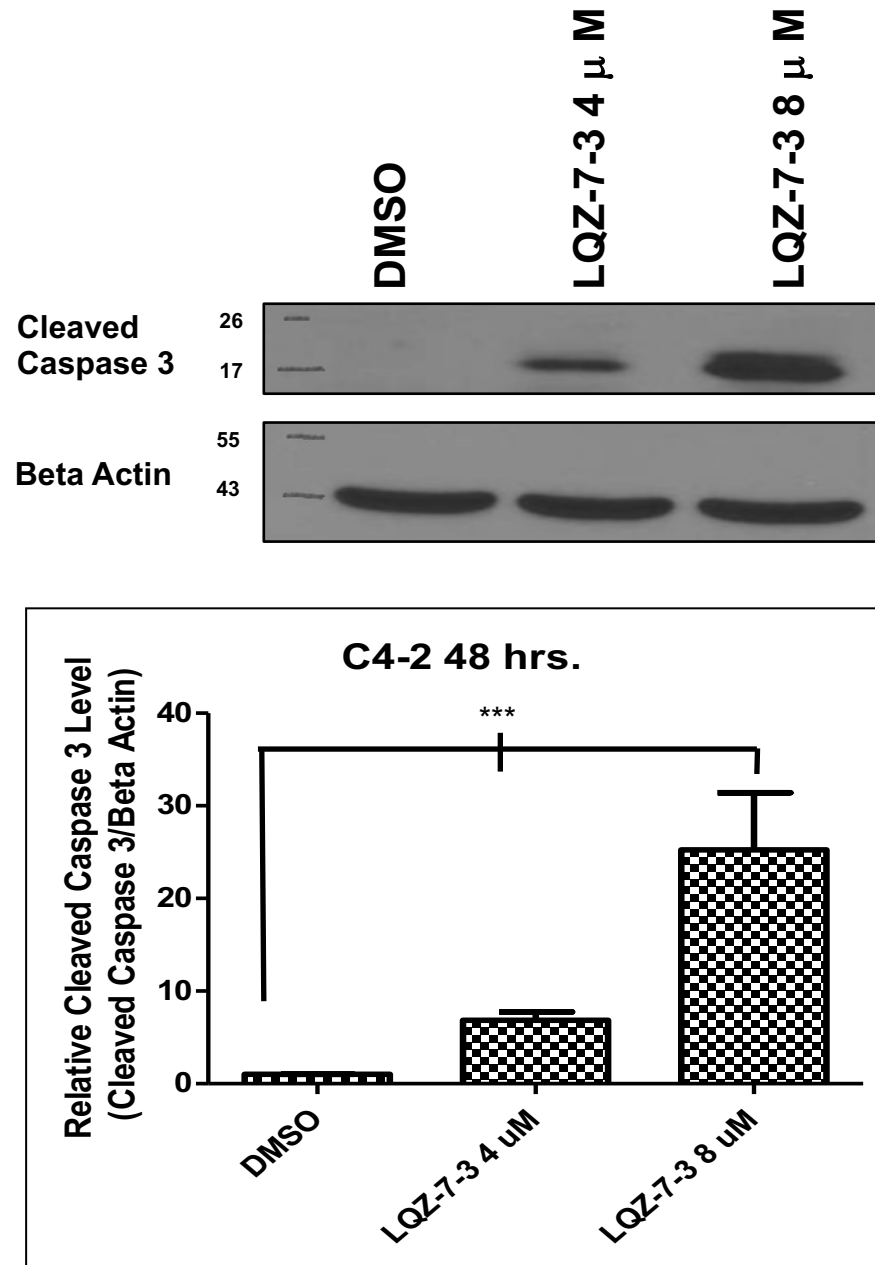 DMSO
LQZ-7-3 4 μ M
LQZ-7-3 8 μ M
Cleaved
Caspase 3
26
17
Beta Actin
55
43
C4-2 48 hrs.
Relative Cleaved Caspase 3 Level
(Cleaved Caspase 3/Beta Actin)
40
30
20
10
0
***
DMSO
LQZ-7-3 4 uM
LQZ-7-3 8 uM